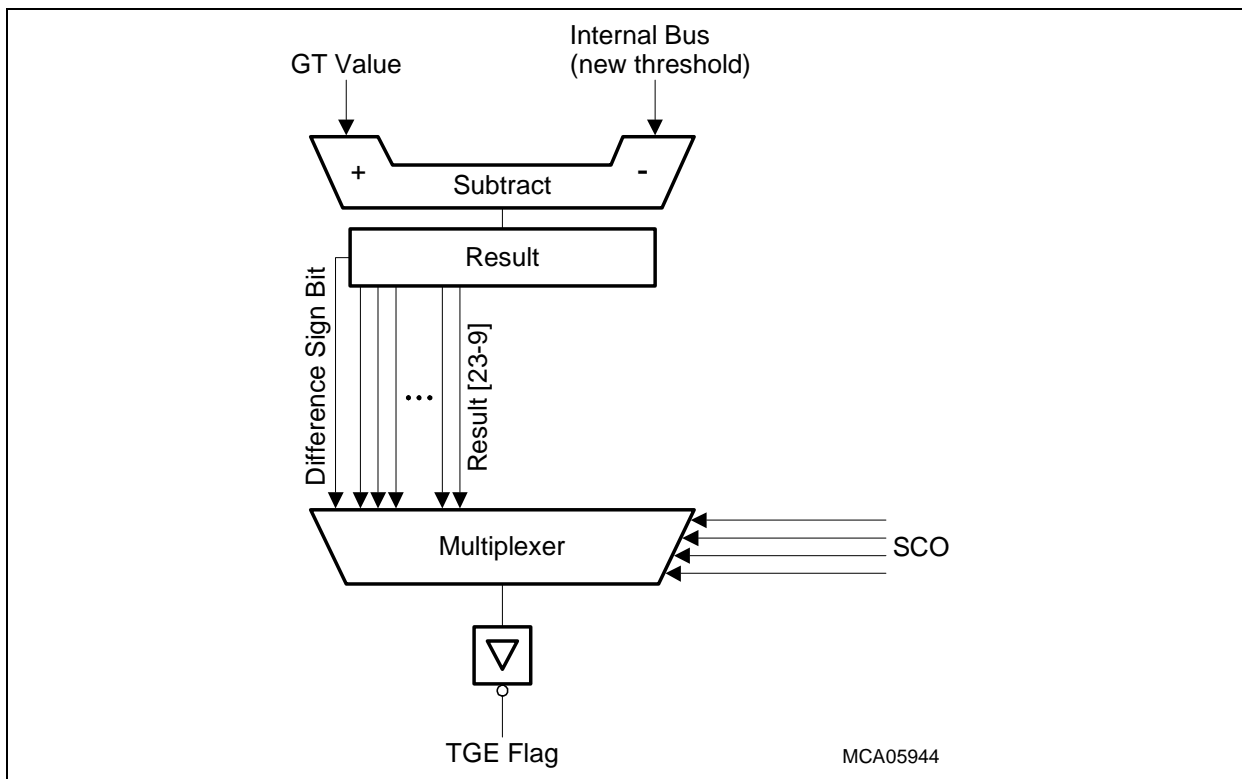 Internal Bus
GT Value
(new threshold)
+
-
Subtract
Result
Difference Sign Bit
...
Result [23-9]
Multiplexer
SCO
TGE Flag
MCA05944